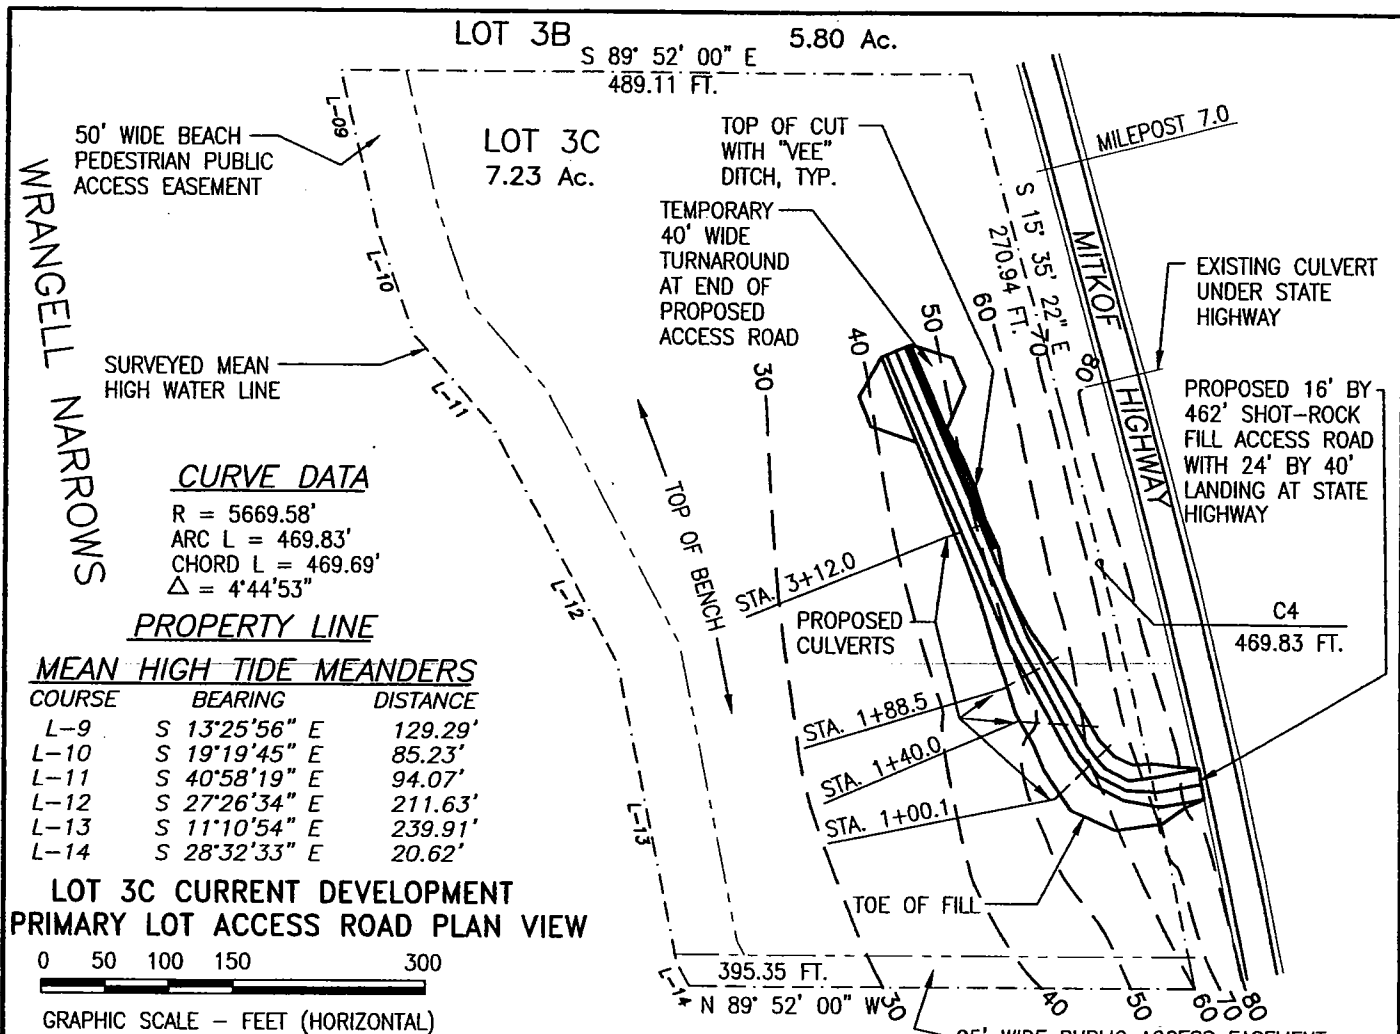 LOT 3B 5.80 Ac.
S 89° 52' 00" E
489.11 FT.
L-09
50' WIDE BEACH
PEDESTRIAN PUBLIC
ACCESS EASEMENT
LOT 3C
7.23 Ac.
TOP OF CUT
WITH "VEE"
DITCH, TYP.
MILEPOST 7.0
WRANGELL NARROWS
TEMPORARY
40' WIDE
TURNAROUND
AT END OF
PROPOSED
ACCESS ROAD
S 15° 35' 22" E
270.94 FT.
MITKOF HIGHWAY
EXISTING CULVERT
UNDER STATE
HIGHWAY
L-10
30
40
50
60
70
80
SURVEYED MEAN
HIGH WATER LINE
L-11
PROPOSED 16' BY
462' SHOT-ROCK
FILL ACCESS ROAD
WITH 24' BY 40'
LANDING AT STATE
HIGHWAY
CURVE DATA
R = 5669.58'
ARC L = 469.83'
CHORD L = 469.69'
Δ = 4°44'53"
TOP OF BENCH
L-12
STA. 3+12.0
PROPOSED
CULVERTS
C4
469.83 FT.
PROPERTY LINE
MEAN HIGH TIDE MEANDERS
COURSE BEARING DISTANCE
L-9 S 13°25'56" E 129.29'
L-10 S 19°19'45" E 85.23'
L-11 S 40°58'19" E 94.07'
L-12 S 27°26'34" E 211.63'
L-13 S 11°10'54" E 239.91'
L-14 S 28°32'33" E 20.62'
STA. 1+88.5
STA. 1+40.0
STA. 1+00.1
L-13
TOE OF FILL
LOT 3C CURRENT DEVELOPMENT
PRIMARY LOT ACCESS ROAD PLAN VIEW
0 50 100 150 300
GRAPHIC SCALE - FEET (HORIZONTAL)
L-14
395.35 FT.
N 89° 52' 00" W
30
40
50
60
70
80
WIDE PUBLIC ACCESS EASEMENT